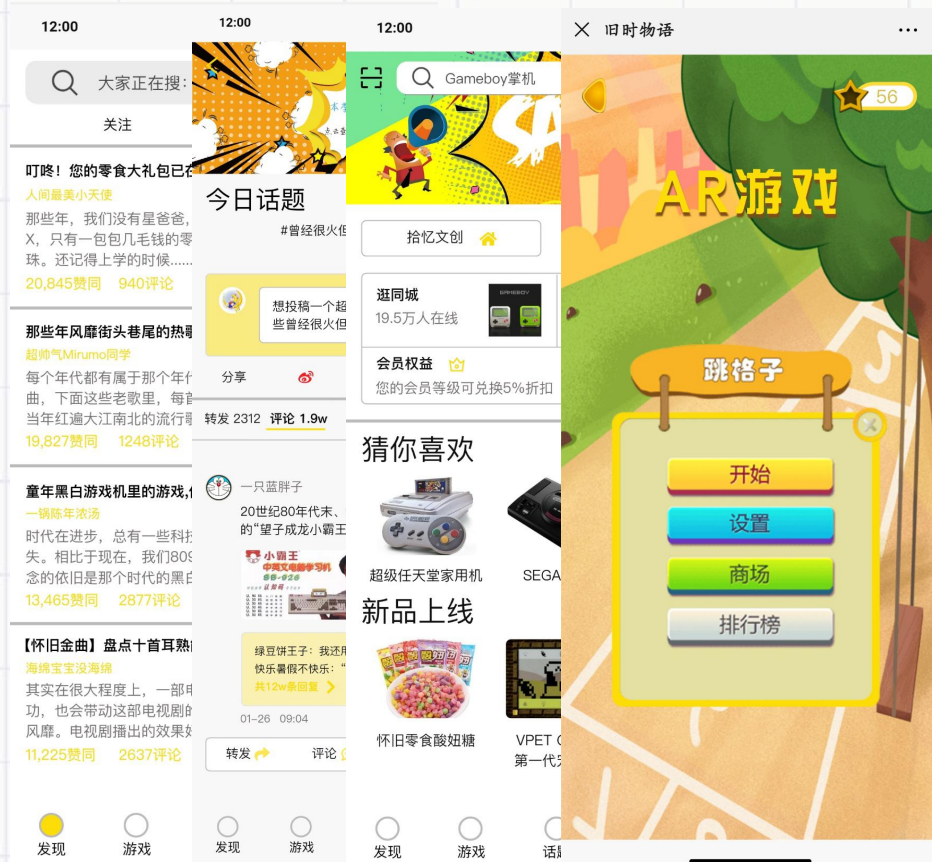 12:00
大家正在搜:
关注
叮咚！您的零食大礼包已在
人间最美小天使
那些年，我们没有星爸爸，
X，只有一包包几毛钱的零
珠。还记得上学的时候......
20,845赞同 940评论
那些年风靡街头巷尾的热歌
超帅气Mirumo同学
每个年代都有属于那个年代
曲，下面这些老歌里，每首
当年红遍大江南北的流行歌
19,827赞同 1248评论
童年黑白游戏机里的游戏,
一锅陈年浓汤
时代在进步，总有一些科技
失。相比于现在，我们809
念的依旧是那个时代的黑白
13,465赞同 2877评论
【怀旧金曲】盘点十首耳熟
海绵宝宝没海绵
其实在很大程度上，一部电
功，也会带动这部电视剧的
风靡。电视剧播出的效果好
11,225赞同 2637评论
发现 游戏
12:00
今日话题
#曾经很火但
想投稿一个超
些曾经很火但
分享
转发 2312 评论 1.9w
一只蓝胖子
20世纪80年代末、
的“望子成龙小霸王
小霸王
中英文电脑学习机
SB-926
绿豆饼王子：我还用
快乐暑假不快乐：“
共12w条回复
01-26 09:04
转发 评论
发现 游戏
12:00
Gameboy掌机
拾忆文创
逛同城
19.5万人在线
GAMEBOY
会员权益
您的会员等级可兑换5%折扣
猜你喜欢
超级任天堂家用机 SEGA
新品上线
怀旧零食酸妞糖 VPET
第一代
发现 游戏 话
旧时物语
56
AR游戏
跳格子
开始
设置
商场
排行榜